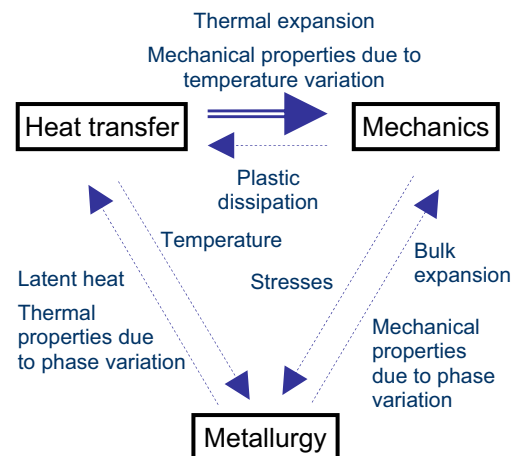 Thermal expansion
Mechanical properties due to
temperature variation
Heat transfer
Mechanics
Plastic
dissipation
Temperature
Latent heat
Thermal
properties due
to phase variation
Stresses
Bulk
expansion
Mechanical
properties
due to phase
variation
Metallurgy